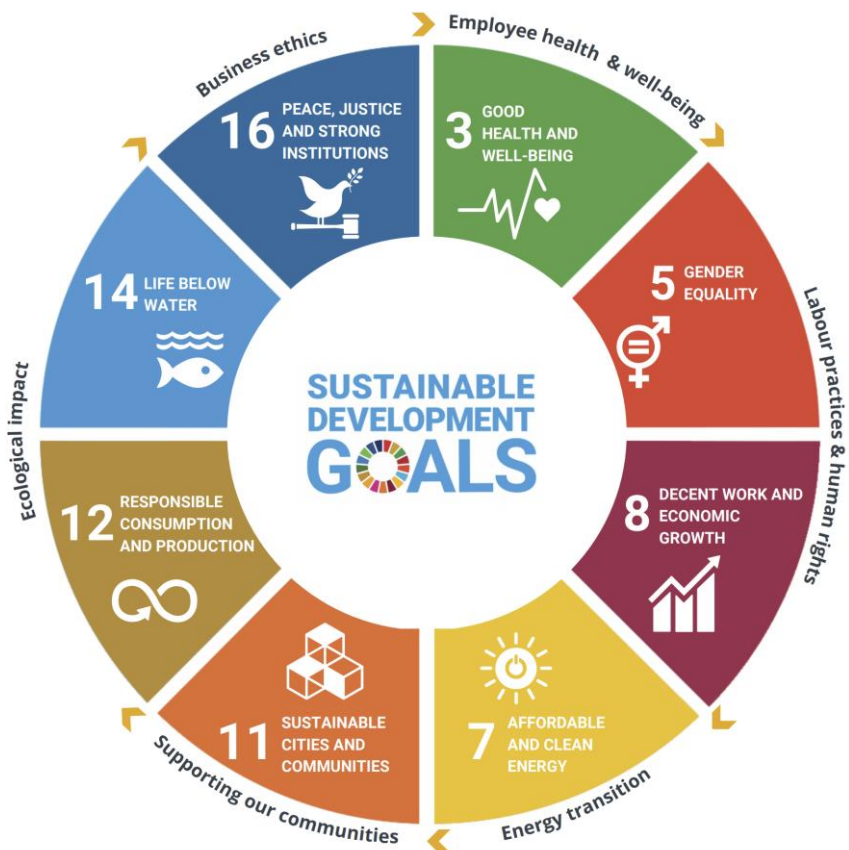 Business ethics
Employee health & well-being
16
PEACE, JUSTICE
AND STRONG
INSTITUTIONS
3
GOOD
HEALTH AND
WELL-BEING
14
LIFE BELOW
WATER
5
GENDER
EQUALITY
Labour practices & human rights
Ecological impact
SUSTAINABLE
DEVELOPMENT
GOALS
12
RESPONSIBLE
CONSUMPTION
AND PRODUCTION
8
DECENT WORK AND
ECONOMIC
GROWTH
11
SUSTAINABLE
CITIES AND
COMMUNITIES
7
AFFORDABLE
AND CLEAN
ENERGY
Supporting our communities
Energy transition